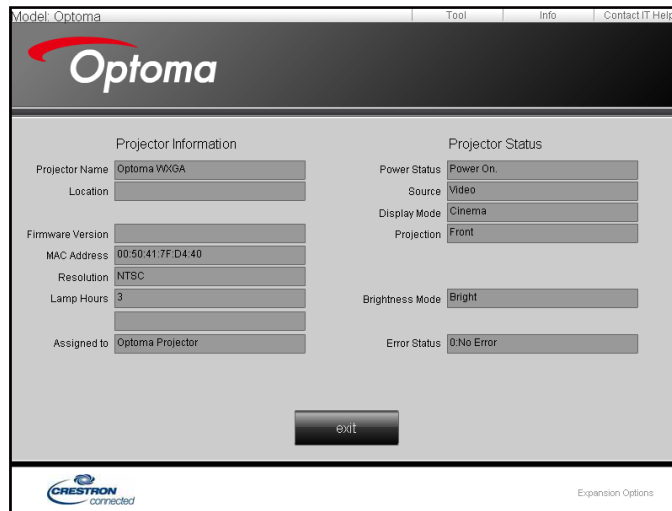 Model: Optoma
Tool Info Contact IT Help
Optoma
Projector Information
Projector Name Optoma WXGA
Location
Firmware Version
MAC Address 00:50:41:7F:D4:40
Resolution NTSC
Lamp Hours 3
Assigned to Optoma Projector
Projector Status
Power Status Power On.
Source Video
Display Mode Cinema
Projection Front
Brightness Mode Bright
Error Status 0:No Error
exit
CRESTRON
connected
Expansion Options